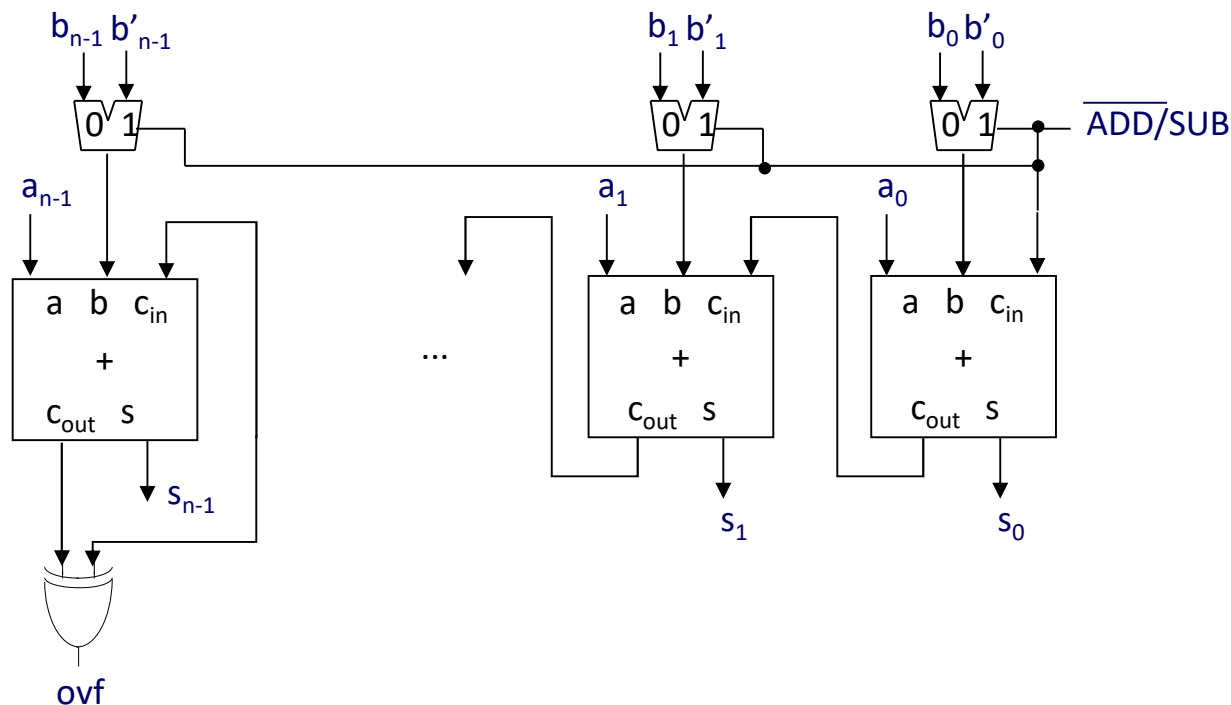 bₙ₋₁ b’ₙ₋₁ b₁ b’₁ b₀ b’₀
0 1 0 1 0 1 A̅D̅D̅/̅SUB
aₙ₋₁ a₁ a₀
a b cᵢₙ a b cᵢₙ a b cᵢₙ
+ ... + +
cₒᵤₜ s cₒᵤₜ s cₒᵤₜ s
sₙ₋₁ s₁ s₀
ovf